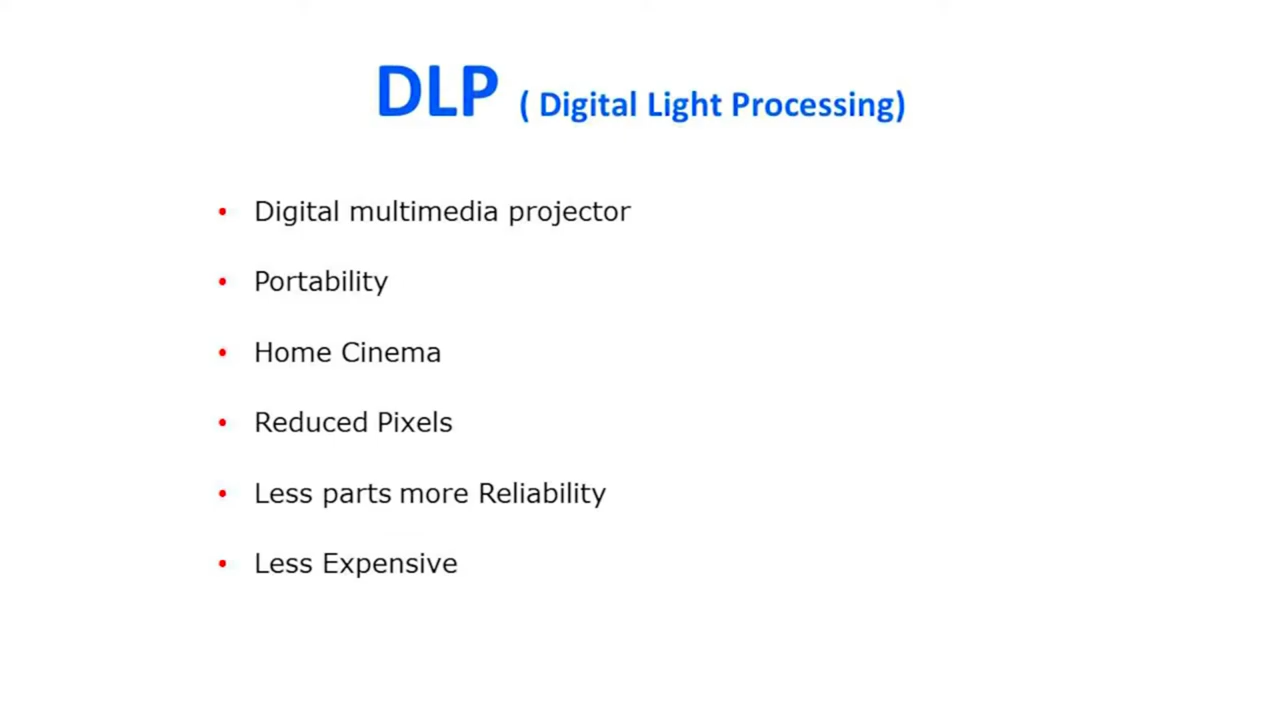 DLP ( Digital Light Processing)
• Digital multimedia projector
• Portability
• Home Cinema
• Reduced Pixels
• Less parts more Reliability
• Less Expensive